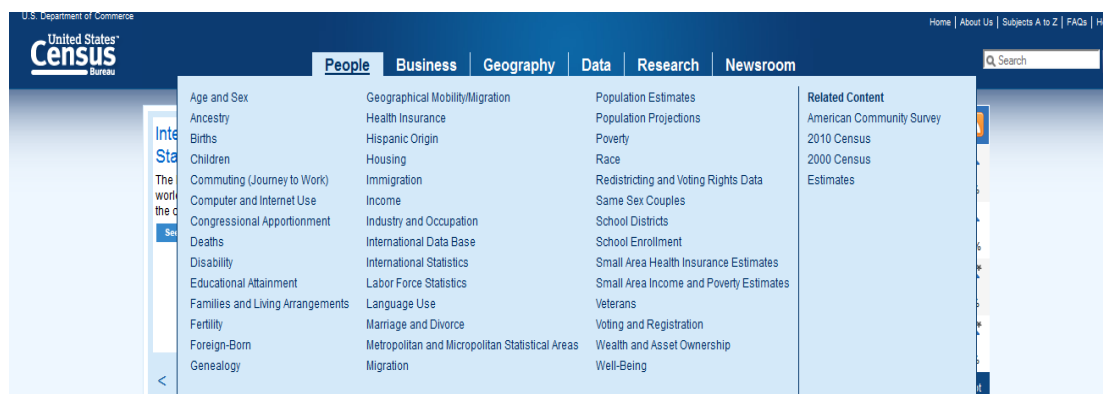 U.S. Department of Commerce
Home | About Us | Subjects A to Z | FAQs |
United States™
Census
Bureau
People | Business | Geography | Data | Research | Newsroom
Search
Age and Sex
Ancestry
Births
Children
Commuting (Journey to Work)
Computer and Internet Use
Congressional Apportionment
Deaths
Disability
Educational Attainment
Families and Living Arrangements
Fertility
Foreign-Born
Genealogy
Geographical Mobility/Migration
Health Insurance
Hispanic Origin
Housing
Immigration
Income
Industry and Occupation
International Data Base
International Statistics
Labor Force Statistics
Language Use
Marriage and Divorce
Metropolitan and Micropolitan Statistical Areas
Migration
Population Estimates
Population Projections
Poverty
Race
Redistricting and Voting Rights Data
Same Sex Couples
School Districts
School Enrollment
Small Area Health Insurance Estimates
Small Area Income and Poverty Estimates
Veterans
Voting and Registration
Wealth and Asset Ownership
Well-Being
Related Content
American Community Survey
2010 Census
2000 Census
Estimates
Inte
Sta
The
worl
the c
See
<